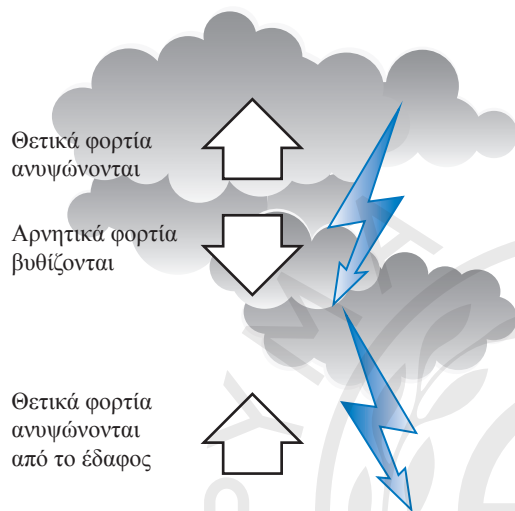 Θετικά φορτία
ανυψώνονται
Αρνητικά φορτία
βυθίζονται
Θετικά φορτία
ανυψώνονται
από το έδαφος